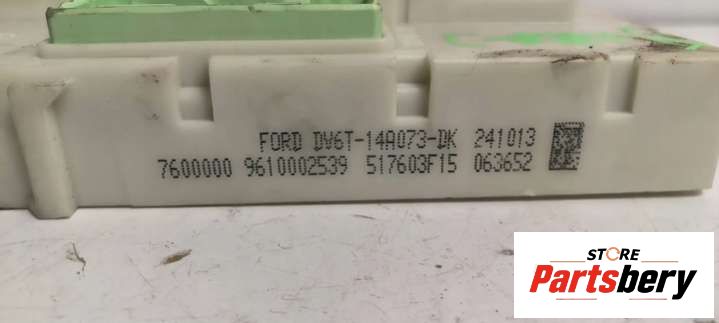 FORD DV6T-14A073-DK 241013
7600000 9610002539 517603F15 063652
STORE
Partsbery